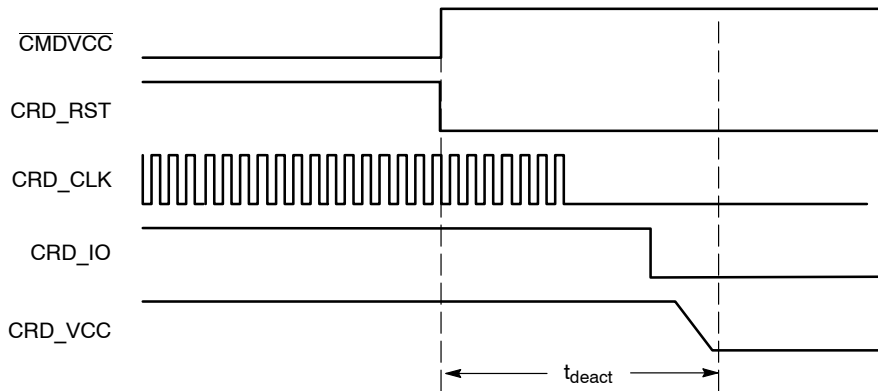 CMDVCC
CRD_RST
CRD_CLK
CRD_IO
CRD_VCC
tdeact